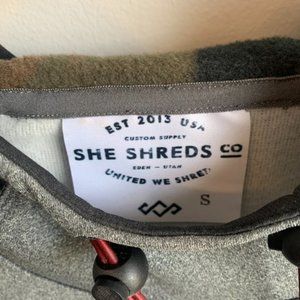 EST 2013 USA
CUSTOM SUPPLY
SHE SHREDS CO
EDEN — UTAH
UNITED WE SHRED
S